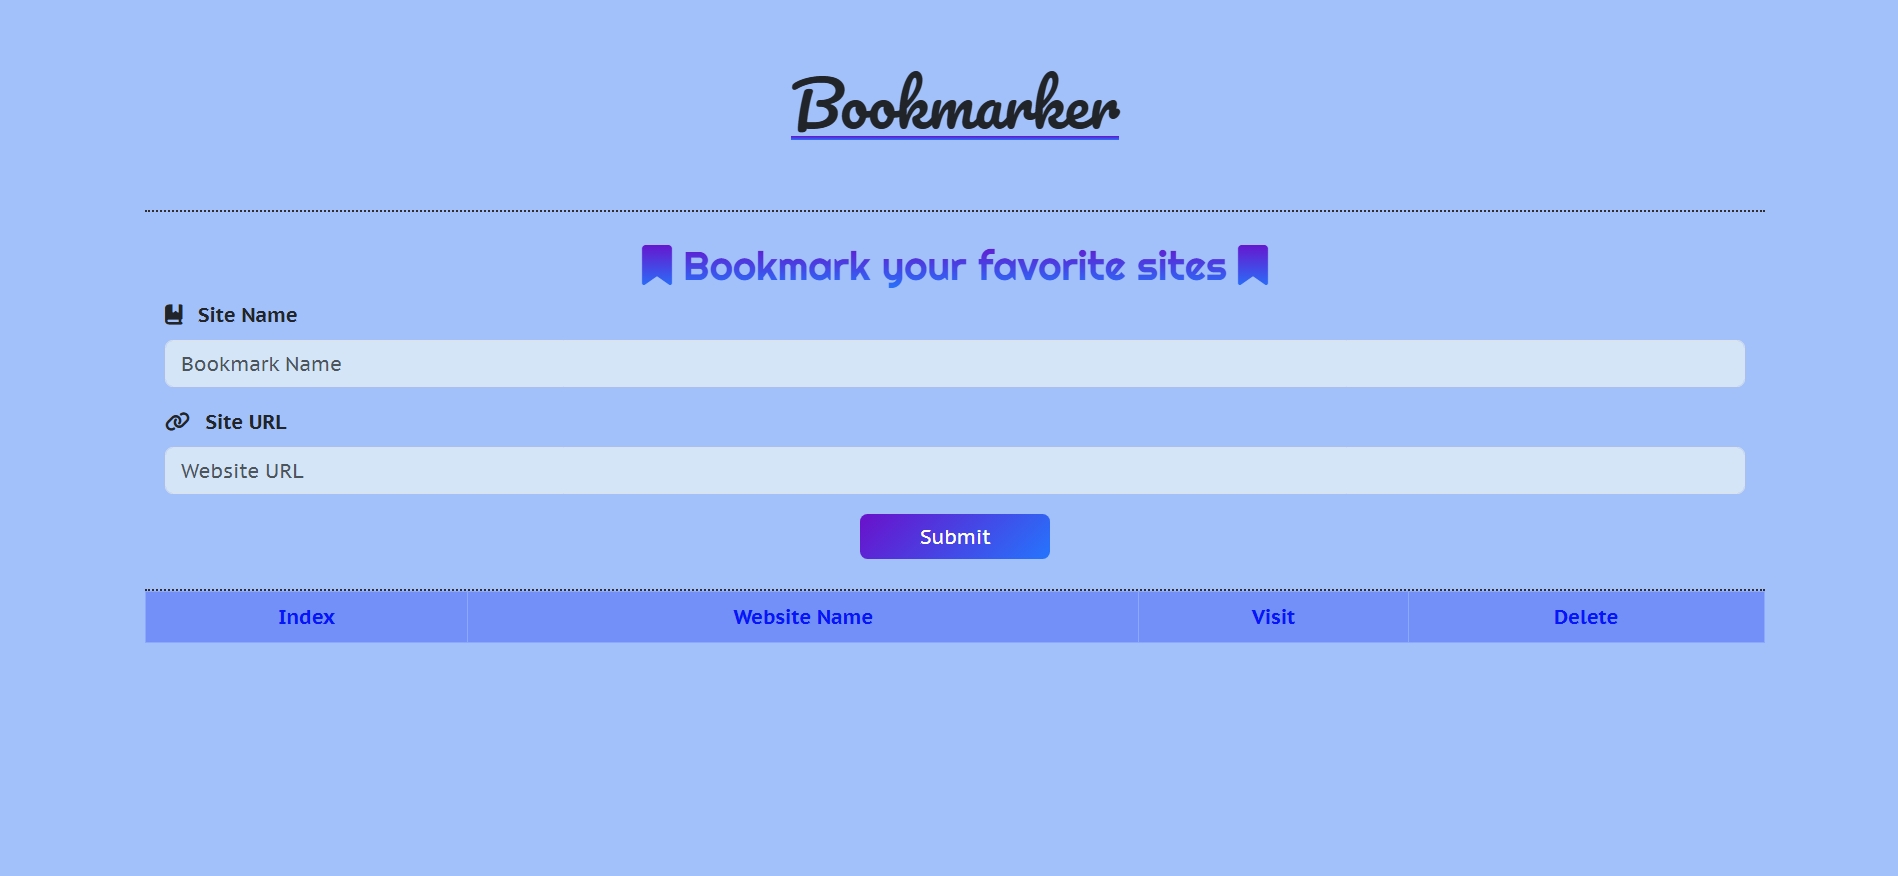 Bookmarker
Bookmark your favorite sites
Site Name
Bookmark Name
Site URL
Website URL
Submit
Index Website Name Visit Delete